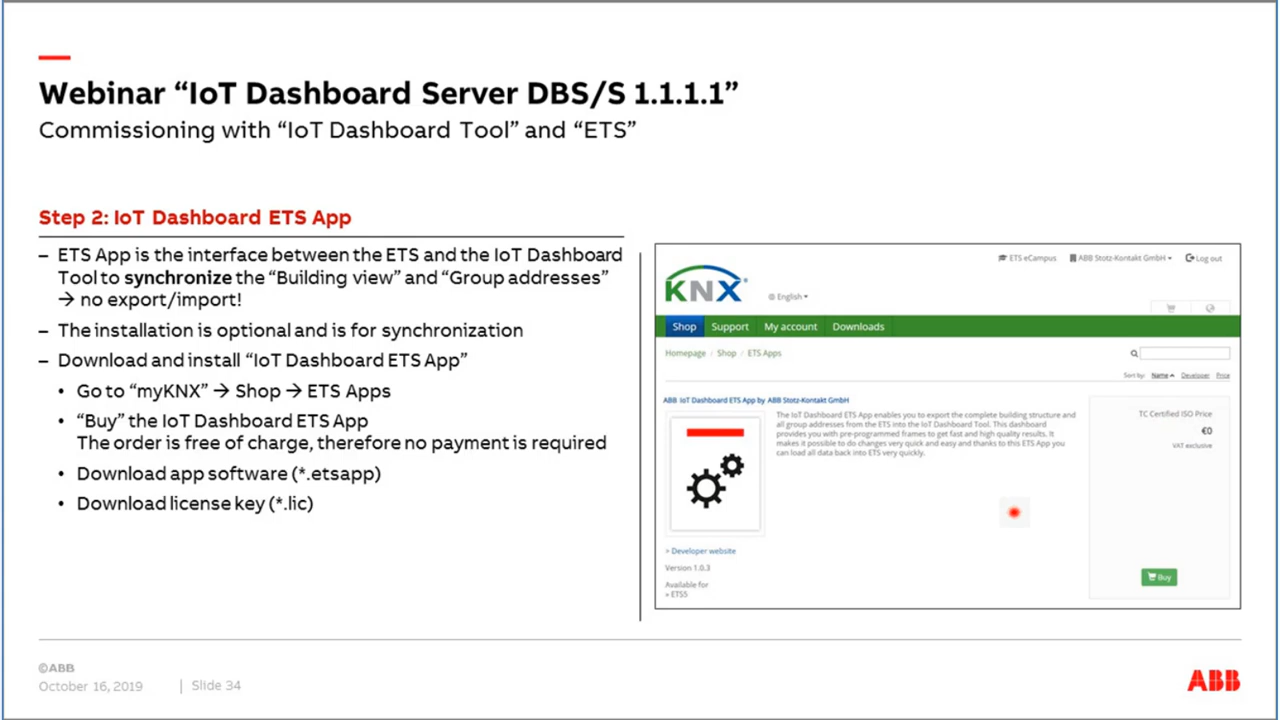 Webinar “IoT Dashboard Server DBS/S 1.1.1.1”
Commissioning with “IoT Dashboard Tool” and “ETS”
Step 2: IoT Dashboard ETS App
– ETS App is the interface between the ETS and the IoT Dashboard
Tool to synchronize the “Building view” and “Group addresses”
→ no export/import!
– The installation is optional and is for synchronization
– Download and install “IoT Dashboard ETS App”
• Go to “myKNX” → Shop → ETS Apps
• “Buy” the IoT Dashboard ETS App
The order is free of charge, therefore no payment is required
• Download app software (*.etsapp)
• Download license key (*.lic)
ETS eCampus ABB Stotz-Kontakt GmbH Log out
KNX®
English
Shop Support My account Downloads
Homepage / Shop / ETS Apps
Sort by: Name Developer Price
ABB IoT Dashboard ETS App by ABB Stotz-Kontakt GmbH
The IoT Dashboard ETS App enables you to export the complete building structure and
all group addresses from the ETS into the IoT Dashboard Tool. This dashboard
provides you with pre-programmed frames to get fast and high quality results. It
makes it possible to do changes very quick and easy and thanks to this ETS App you
can load all data back into ETS very quickly.
TC Certified ISO Price
€0
VAT exclusive
> Developer website
Version 1.0.3
Available for
» ETS5
Buy
©ABB
October 16, 2019 | Slide 34
ABB